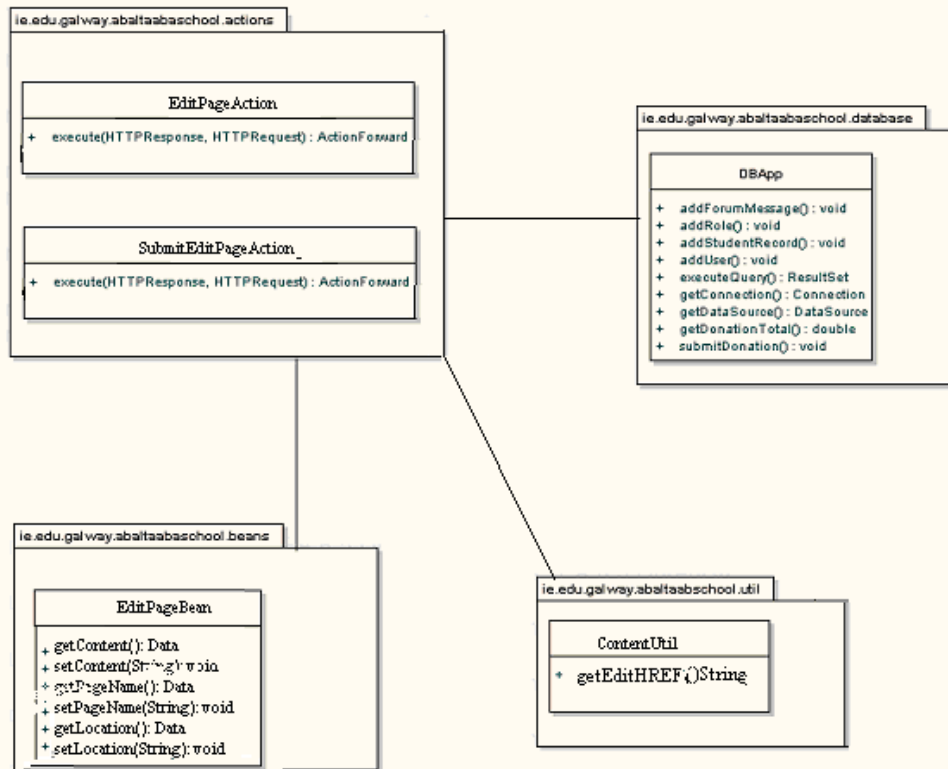 ie.edu.galway.abaltaabaschool.actions
EditPageAction
+ execute(HTTPResponse, HTTPRequest) : ActionForward
SubmitEditPageAction
+ execute(HTTPResponse, HTTPRequest) : ActionForward
ie.edu.galway.abaltaabaschool.database
DBApp
+ addForumMessage() : void
+ addRole() : void
+ addStudentRecord() : void
+ addUser() : void
+ executeQuery() : ResultSet
+ getConnection() : Connection
+ getDataSource() : DataSource
+ getDonationTotal() : double
+ submitDonation() : void
ie.edu.galway.abaltaabaschool.beans
EditPageBean
+ getContent(): Data
+ setContent(String): void
+ getPageName(): Data
+ setPageName(String): void
+ getLocation(): Data
+ setLocation(String): void
ie.edu.galway.abaltaabschool.util
ContentUtil
+ getEditHREF()String